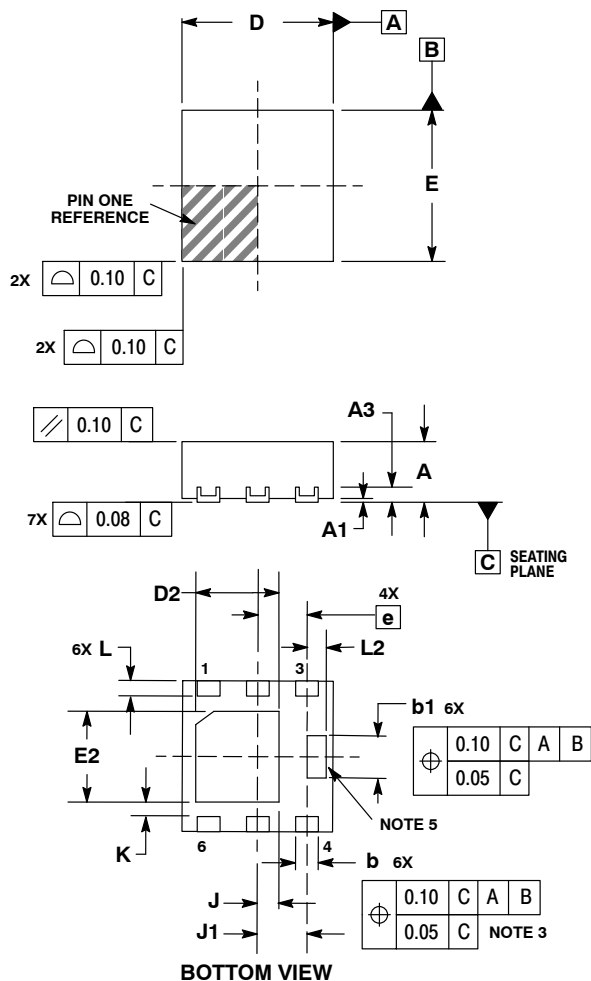 D
A
B
E
PIN ONE
REFERENCE
2X ⌓ 0.10 C
2X ⌓ 0.10 C
A3
⫽ 0.10 C
A
7X ⌓ 0.08 C
A1
C SEATING
PLANE
D2
4X
e
6X L
L2
1
3
b1 6X
⌖ 0.10 C A B
0.05 C
E2
NOTE 5
K
6
4
b 6X
J
⌖ 0.10 C A B
0.05 C NOTE 3
J1
BOTTOM VIEW